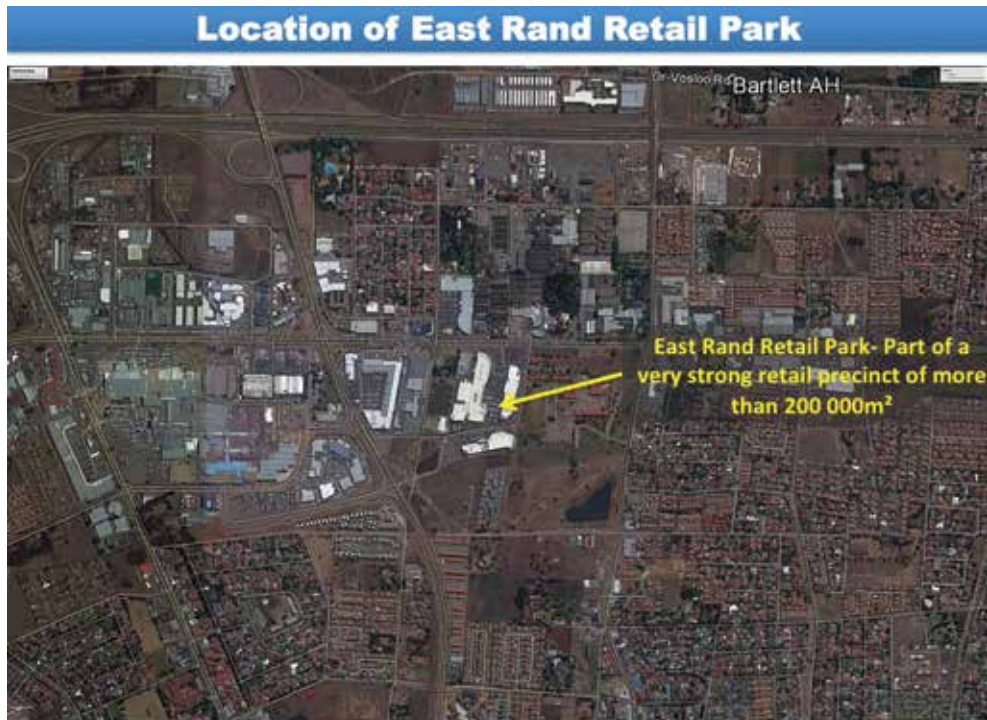 Location of East Rand Retail Park
Dr Vosloo Rd
Bartlett AH
East Rand Retail Park- Part of a
very strong retail precinct of more
than 200 000m²